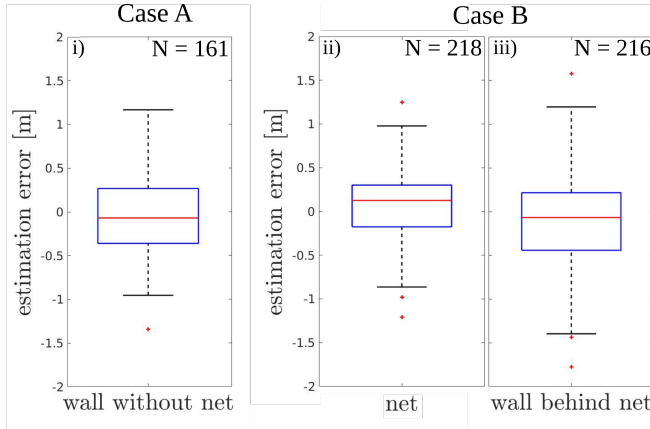 Case A
Case B
i)
N = 161
ii)
N = 218
iii)
N = 216
estimation error [m]
2
1.5
1
0.5
0
-0.5
-1
-1.5
-2
wall without net
estimation error [m]
2
1.5
1
0.5
0
-0.5
-1
-1.5
-2
net
wall behind net